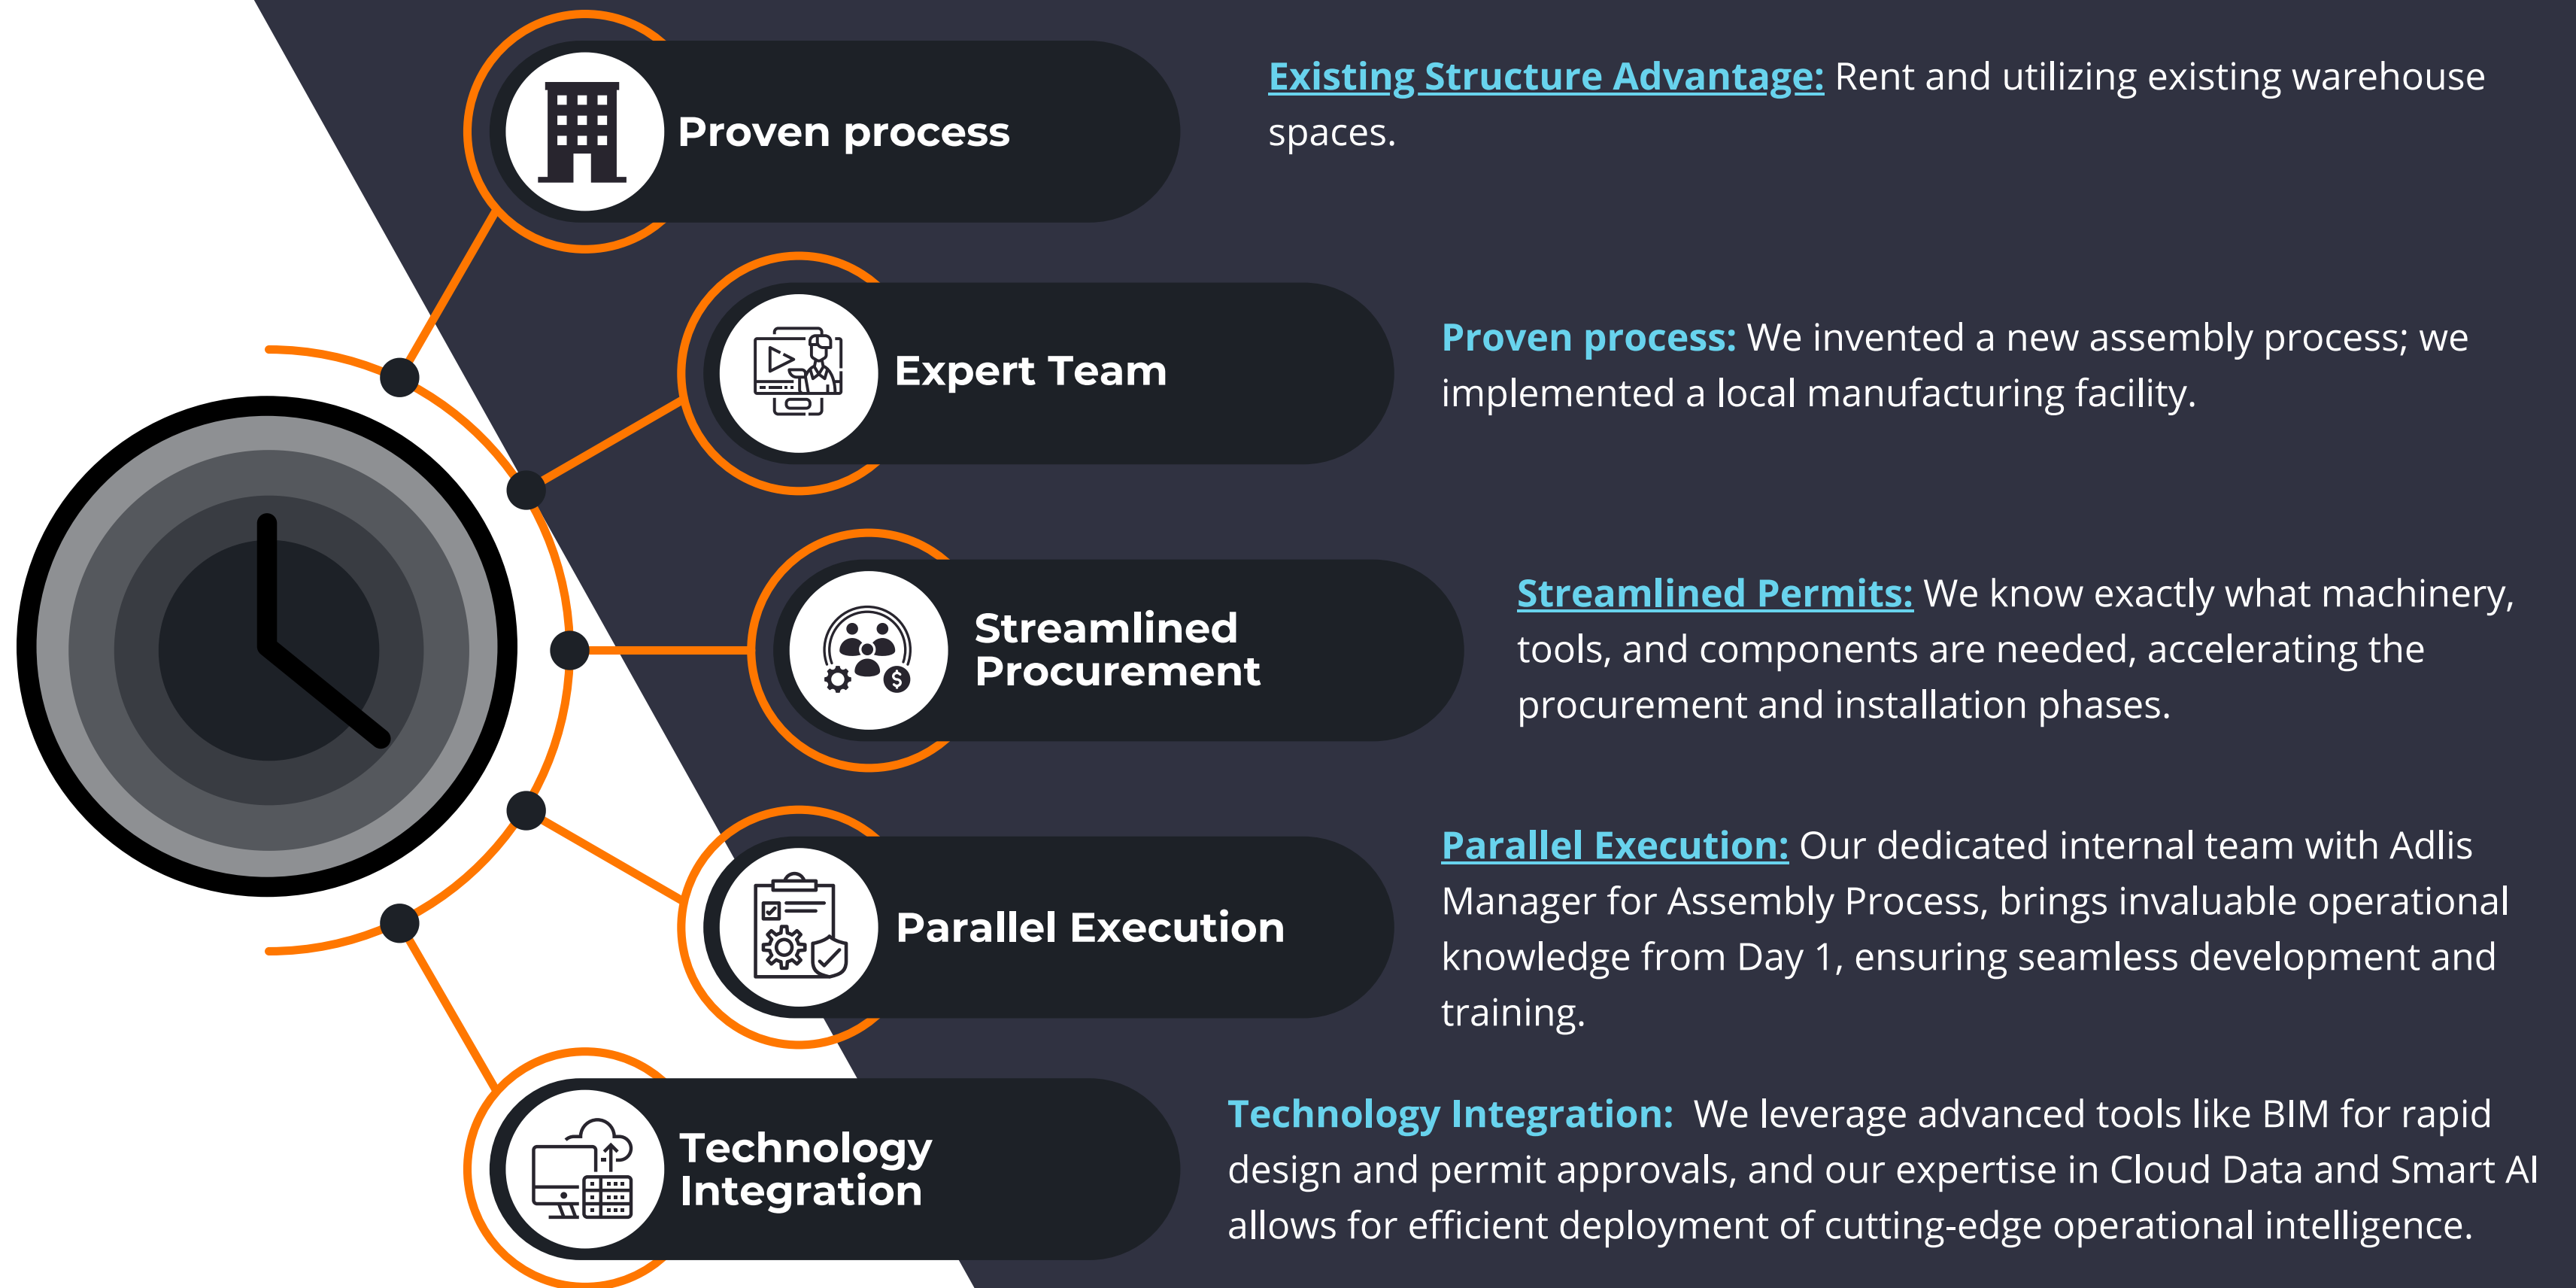 Proven process
Existing Structure Advantage: Rent and utilizing existing warehouse
spaces.
Expert Team
Proven process: We invented a new assembly process; we
implemented a local manufacturing facility.
Streamlined
Procurement
Streamlined Permits: We know exactly what machinery,
tools, and components are needed, accelerating the
procurement and installation phases.
Parallel Execution
Parallel Execution: Our dedicated internal team with Adlis
Manager for Assembly Process, brings invaluable operational
knowledge from Day 1, ensuring seamless development and
training.
Technology
Integration
Technology Integration: We leverage advanced tools like BIM for rapid
design and permit approvals, and our expertise in Cloud Data and Smart AI
allows for efficient deployment of cutting-edge operational intelligence.
$